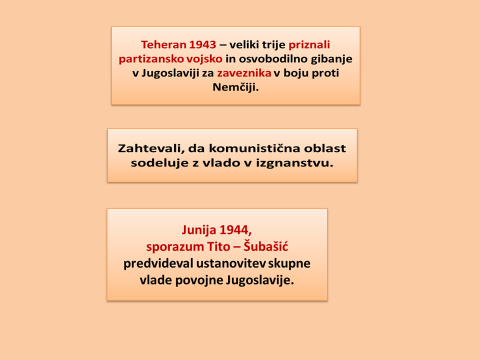 Teheran 1943 – veliki trije priznali
partizansko vojsko in osvobodilno gibanje
v Jugoslaviji za zaveznika v boju proti
Nemčiji.
Zahtevali, da komunistična oblast
sodeluje z vlado v izgnanstvu.
Junija 1944,
sporazum Tito – Šubašić
predvideval ustanovitev skupne
vlade povojne Jugoslavije.